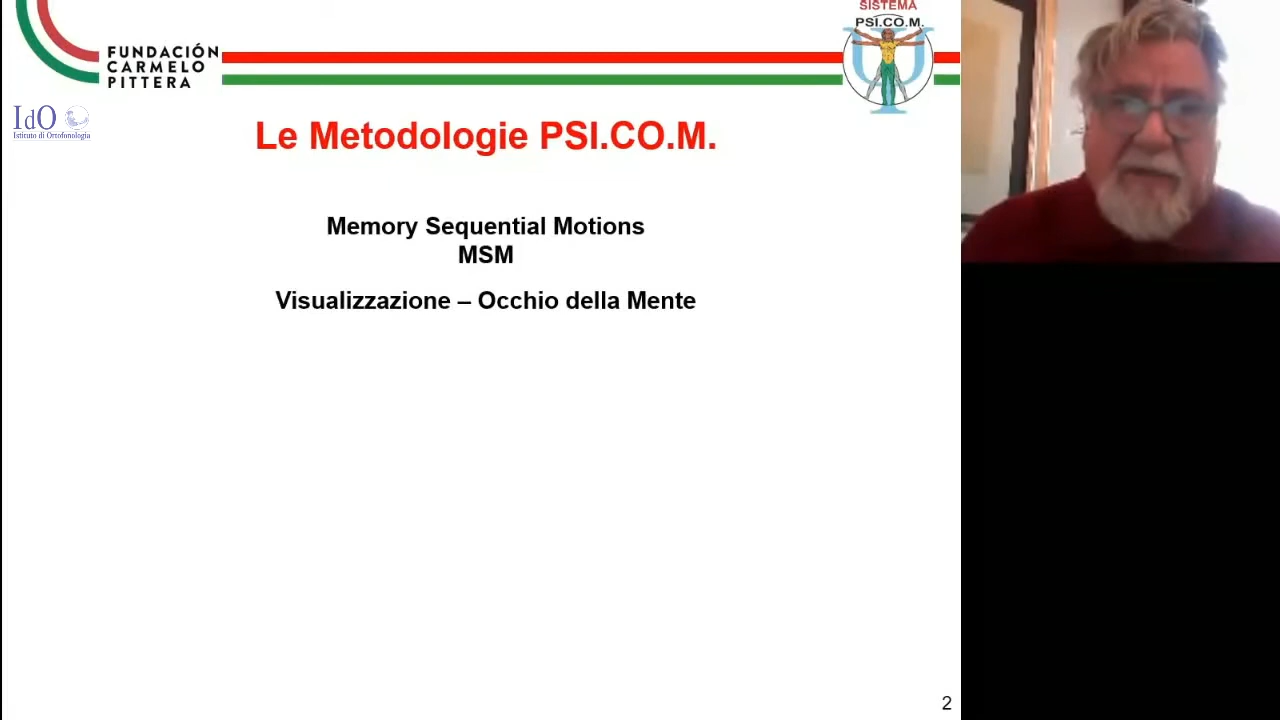 SISTEMA
PSI.CO.M.
FUNDACIÓN
CARMELO
PITTERA
IdO
Istituto di Ortofonologia
Le Metodologie PSI.CO.M.
Memory Sequential Motions
MSM
Visualizzazione – Occhio della Mente
2